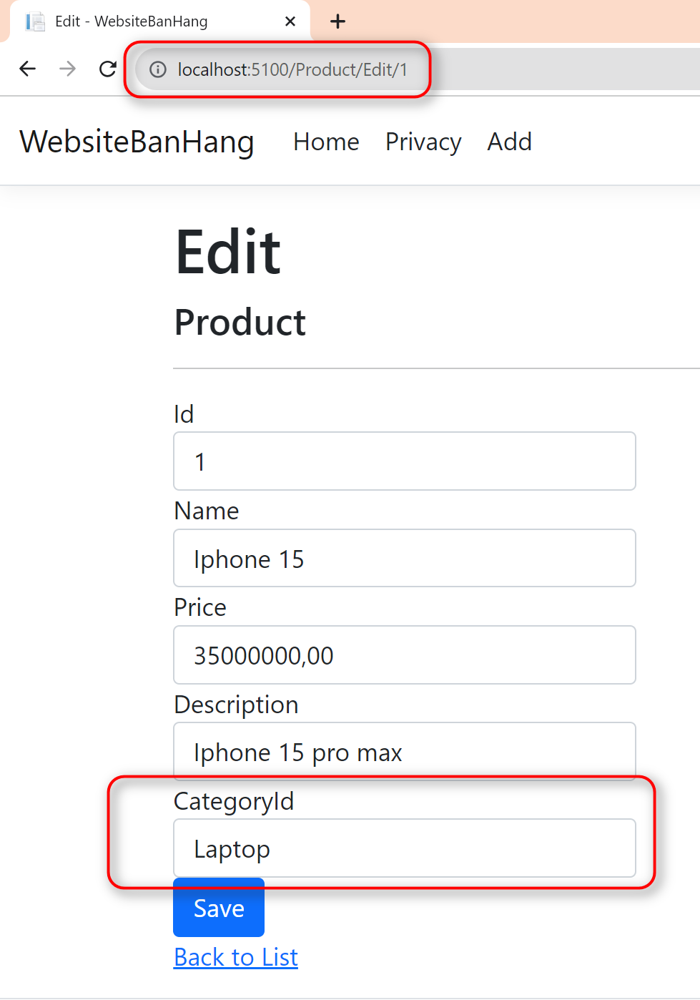 Edit - WebsiteBanHang
localhost:5100/Product/Edit/1
WebsiteBanHang Home Privacy Add
Edit
Product
Id
1
Name
Iphone 15
Price
35000000,00
Description
Iphone 15 pro max
CategoryId
Laptop
Save
Back to List